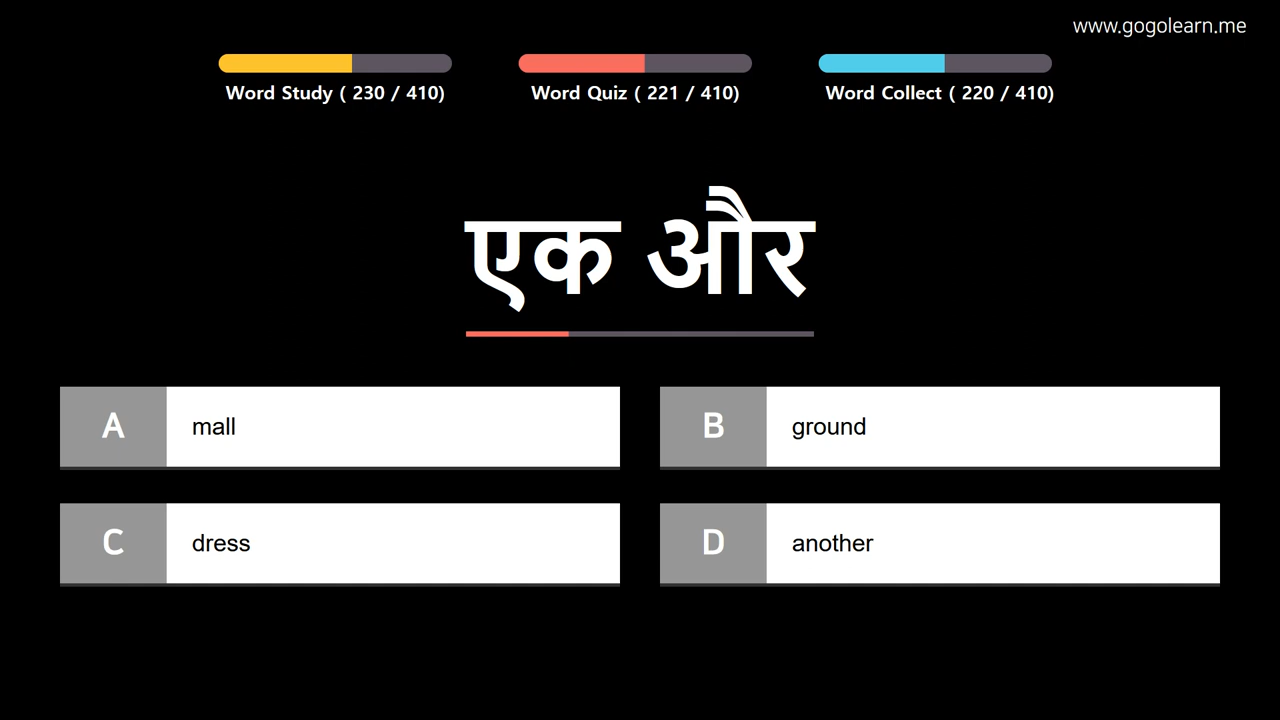 www.gogolearn.me
Word Study ( 230 / 410)
Word Quiz ( 221 / 410)
Word Collect ( 220 / 410)
एक और
A mall
B ground
C dress
D another